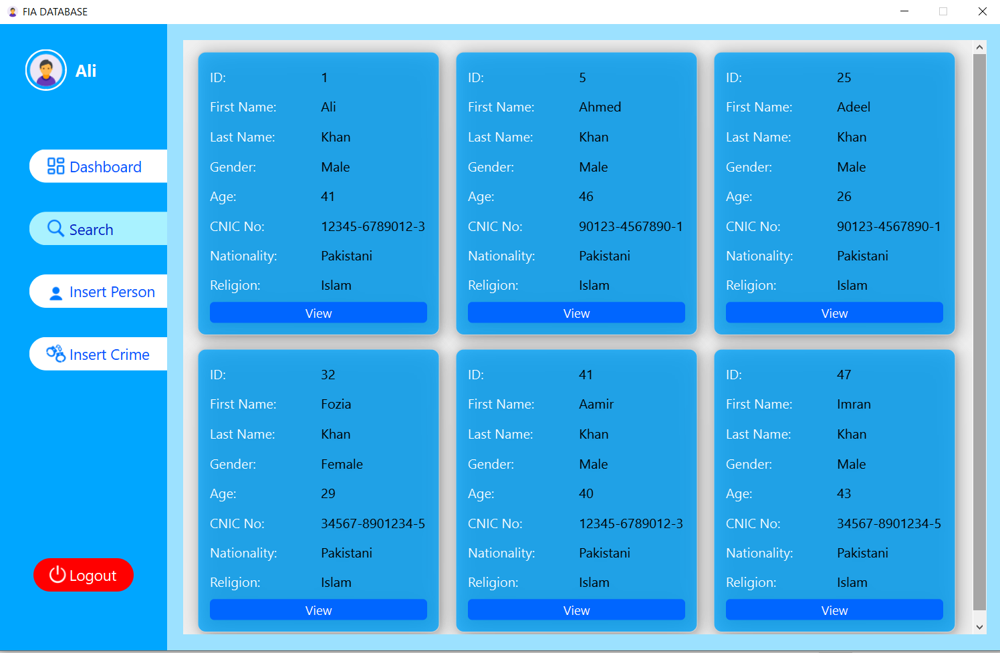 FIA DATABASE
Ali
Dashboard
Search
Insert Person
Insert Crime
Logout
ID: 1
First Name: Ali
Last Name: Khan
Gender: Male
Age: 41
CNIC No: 12345-6789012-3
Nationality: Pakistani
Religion: Islam
View
ID: 5
First Name: Ahmed
Last Name: Khan
Gender: Male
Age: 46
CNIC No: 90123-4567890-1
Nationality: Pakistani
Religion: Islam
View
ID: 25
First Name: Adeel
Last Name: Khan
Gender: Male
Age: 26
CNIC No: 90123-4567890-1
Nationality: Pakistani
Religion: Islam
View
ID: 32
First Name: Fozia
Last Name: Khan
Gender: Female
Age: 29
CNIC No: 34567-8901234-5
Nationality: Pakistani
Religion: Islam
View
ID: 41
First Name: Aamir
Last Name: Khan
Gender: Male
Age: 40
CNIC No: 12345-6789012-3
Nationality: Pakistani
Religion: Islam
View
ID: 47
First Name: Imran
Last Name: Khan
Gender: Male
Age: 43
CNIC No: 34567-8901234-5
Nationality: Pakistani
Religion: Islam
View